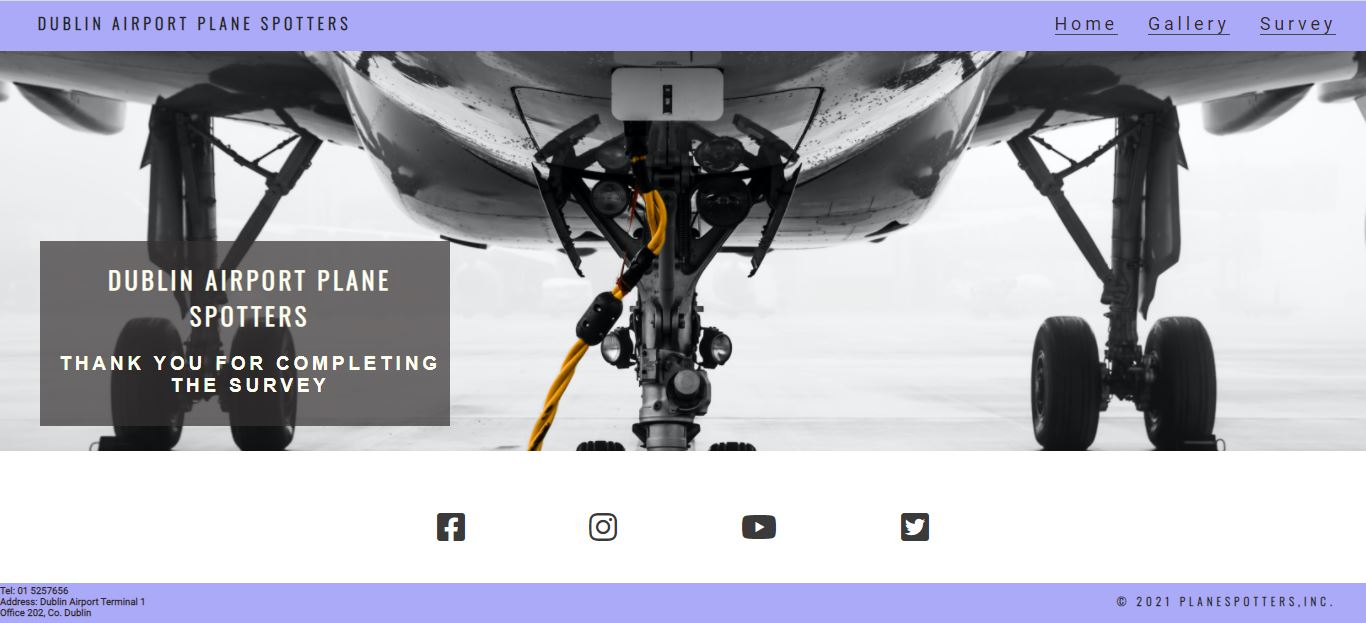 DUBLIN AIRPORT PLANE SPOTTERS
Home Gallery Survey
DUBLIN AIRPORT PLANE
SPOTTERS
THANK YOU FOR COMPLETING
THE SURVEY
Tel: 01 5257656
Address: Dublin Airport Terminal 1
Office 202, Co. Dublin
© 2021 PLANESPOTTERS,INC.